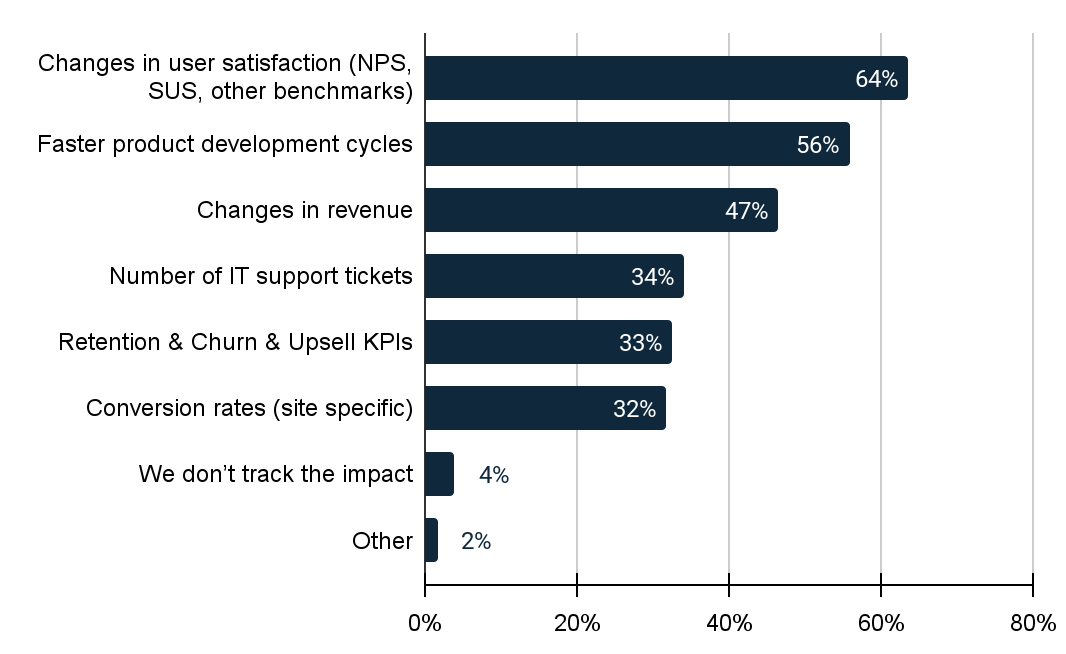 Changes in user satisfaction (NPS,
SUS, other benchmarks)
64%
Faster product development cycles
56%
Changes in revenue
47%
Number of IT support tickets
34%
Retention & Churn & Upsell KPIs
33%
Conversion rates (site specific)
32%
We don’t track the impact
4%
Other
2%
0%
20%
40%
60%
80%